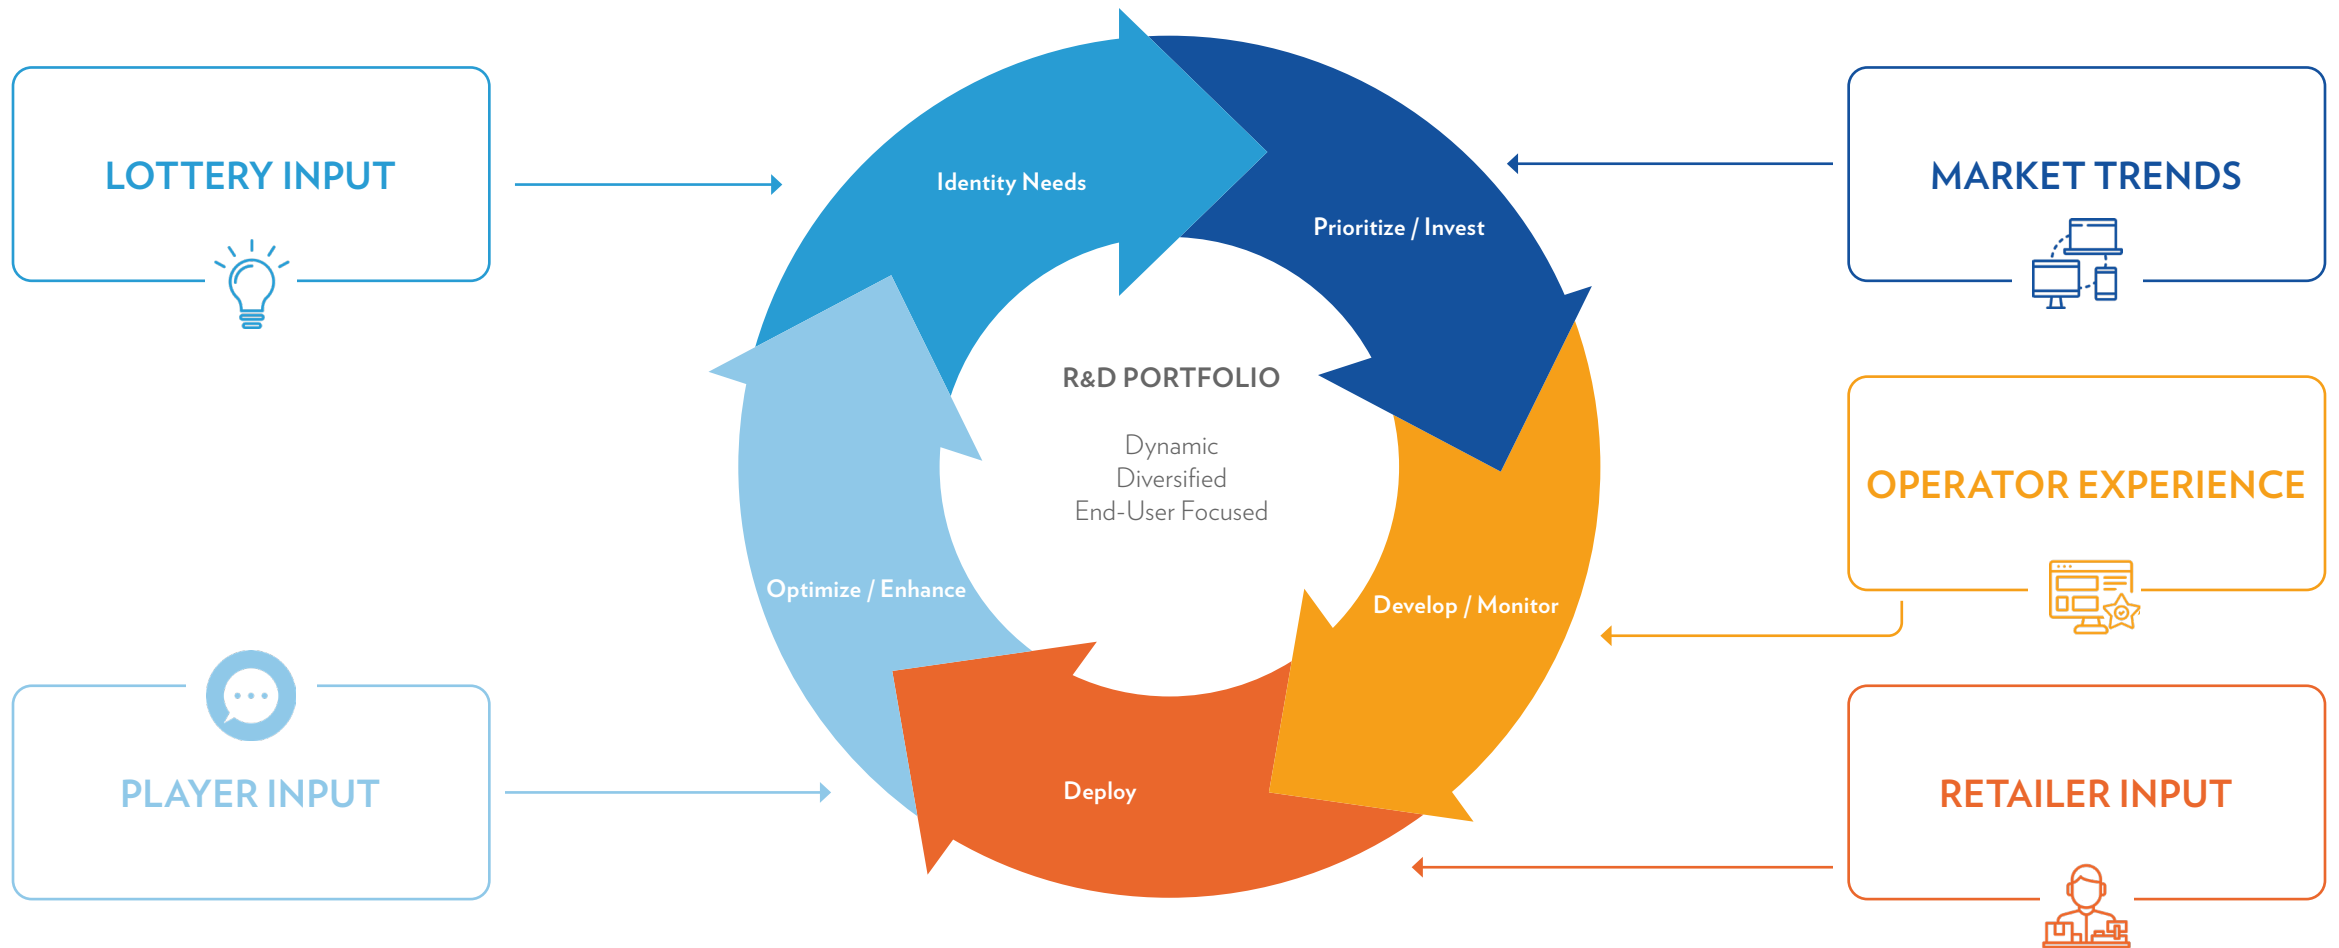 LOTTERY INPUT
MARKET TRENDS
Identity Needs
Prioritize / Invest
R&D PORTFOLIO
Dynamic
Diversified
End-User Focused
OPERATOR EXPERIENCE
Optimize / Enhance
Develop / Monitor
PLAYER INPUT
Deploy
RETAILER INPUT